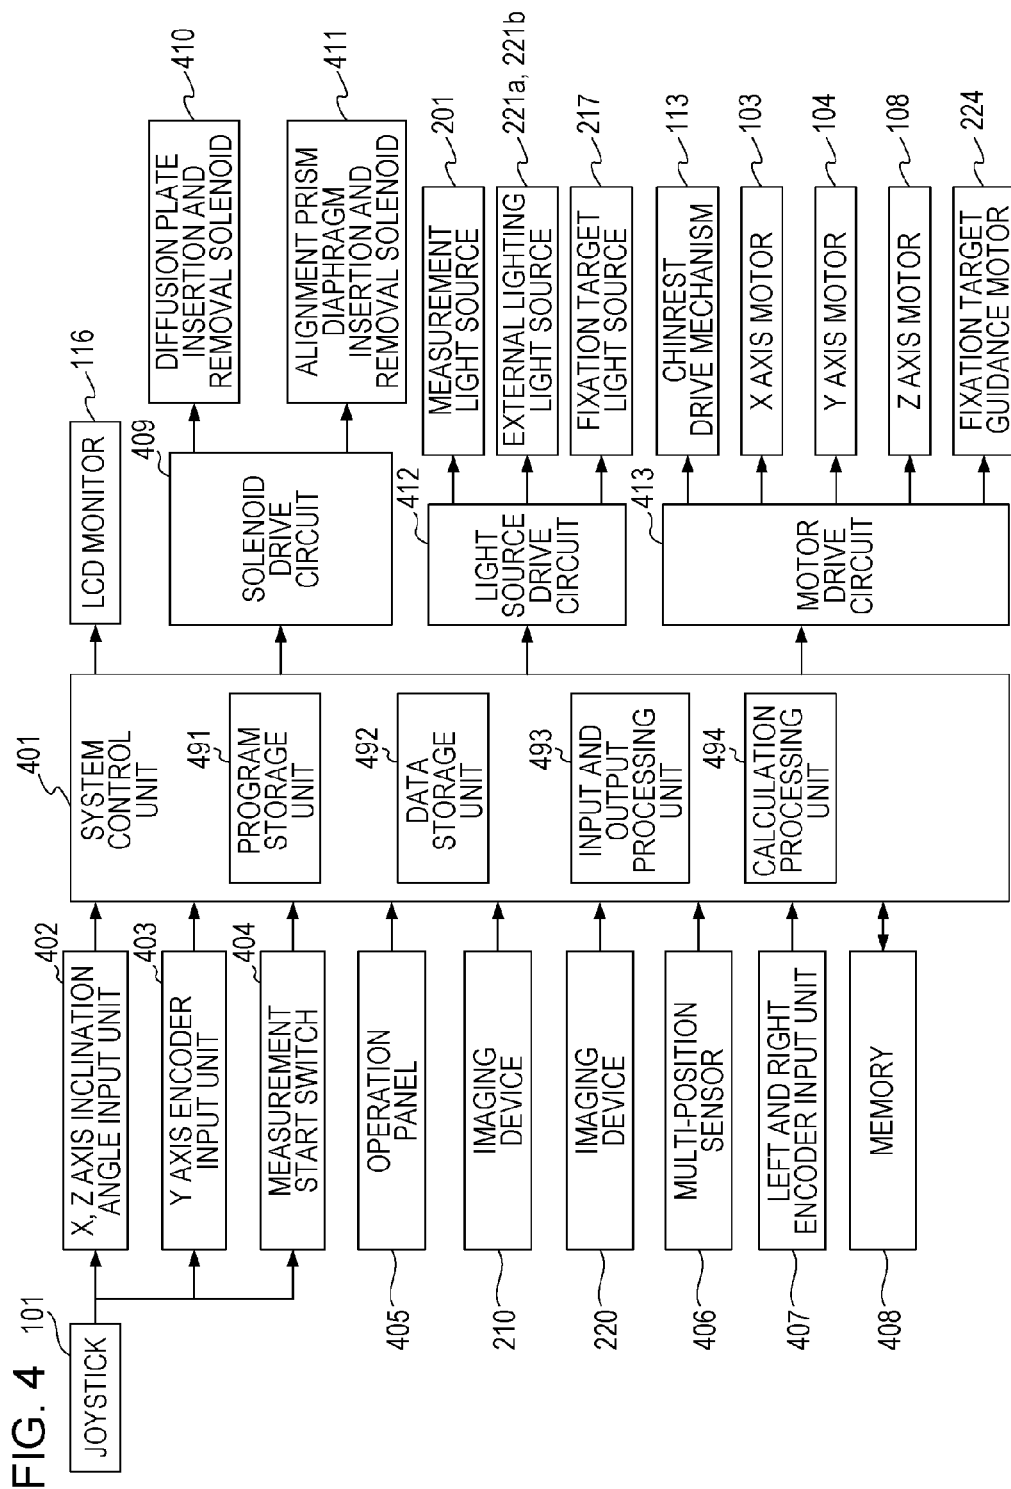 FIG. 4
JOYSTICK
101
X, Z AXIS INCLINATION
ANGLE INPUT UNIT
402
Y AXIS ENCODER
INPUT UNIT
403
MEASUREMENT
START SWITCH
404
OPERATION
PANEL
405
IMAGING
DEVICE
210
IMAGING
DEVICE
220
MULTI-POSITION
SENSOR
406
LEFT AND RIGHT
ENCODER INPUT UNIT
407
MEMORY
408
401
SYSTEM
CONTROL
UNIT
491
PROGRAM
STORAGE
UNIT
492
DATA
STORAGE
UNIT
493
INPUT AND
OUTPUT
PROCESSING
UNIT
494
CALCULATION
PROCESSING
UNIT
LCD MONITOR
116
409
SOLENOID
DRIVE
CIRCUIT
412
LIGHT
SOURCE
DRIVE
CIRCUIT
413
MOTOR
DRIVE
CIRCUIT
DIFFUSION PLATE
INSERTION AND
REMOVAL SOLENOID
410
ALIGNMENT PRISM
DIAPHRAGM
INSERTION AND
REMOVAL SOLENOID
411
MEASUREMENT
LIGHT SOURCE
201
EXTERNAL LIGHTING
LIGHT SOURCE
221a, 221b
FIXATION TARGET
LIGHT SOURCE
217
CHINREST
DRIVE MECHANISM
113
X AXIS MOTOR
103
Y AXIS MOTOR
104
Z AXIS MOTOR
108
FIXATION TARGET
GUIDANCE MOTOR
224